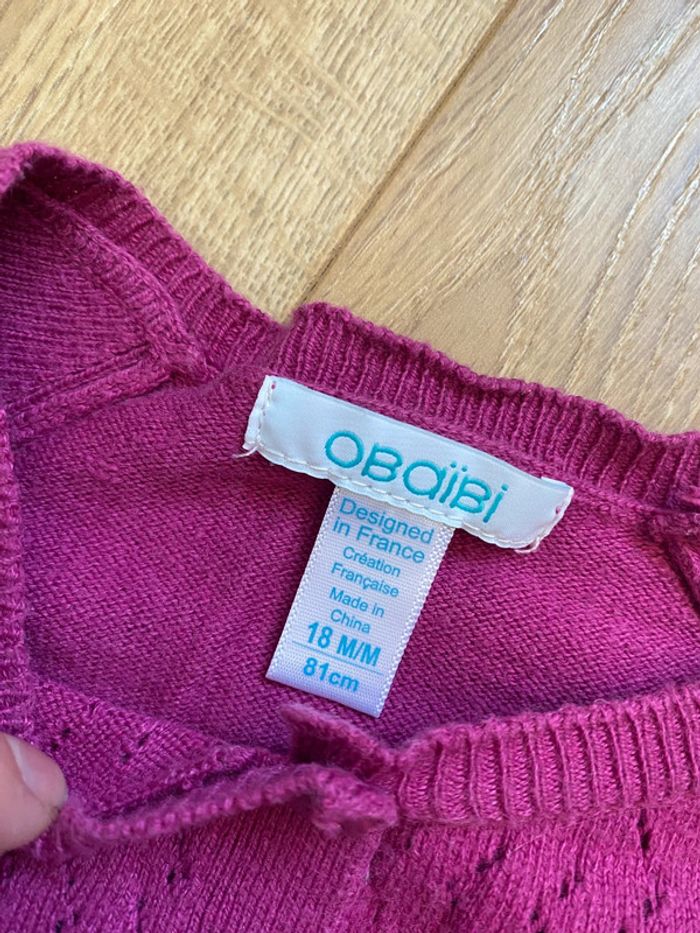 OBaïBi
Designed
in France
Création
Française
Made in
China
18 M/M
81cm